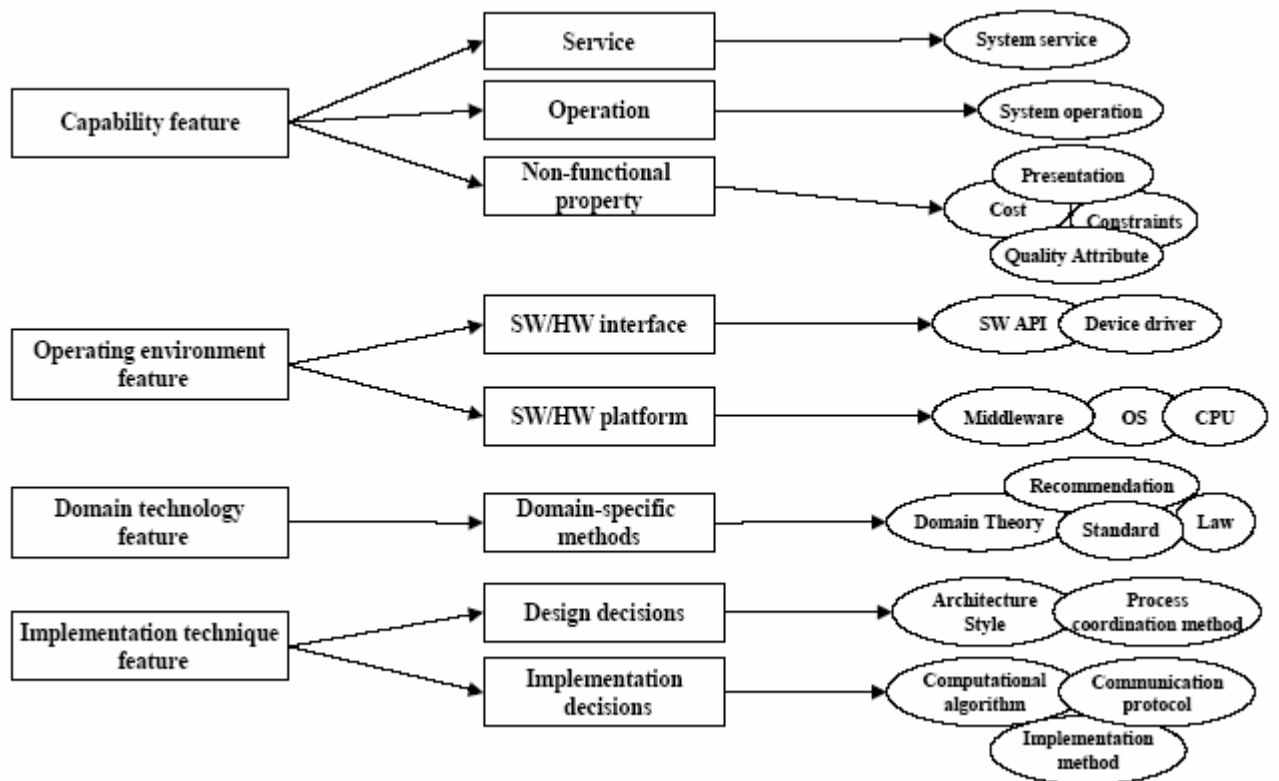 Service
System service
Capability feature
Operation
System operation
Non-functional
property
Presentation
Cost
Constraints
Quality Attribute
Operating environment
feature
SW/HW interface
SW API
Device driver
SW/HW platform
Middleware
OS
CPU
Domain technology
feature
Domain-specific
methods
Recommendation
Domain Theory
Standard
Law
Implementation technique
feature
Design decisions
Architecture
Style
Process
coordination method
Implementation
decisions
Computational
algorithm
Communication
protocol
Implementation
method